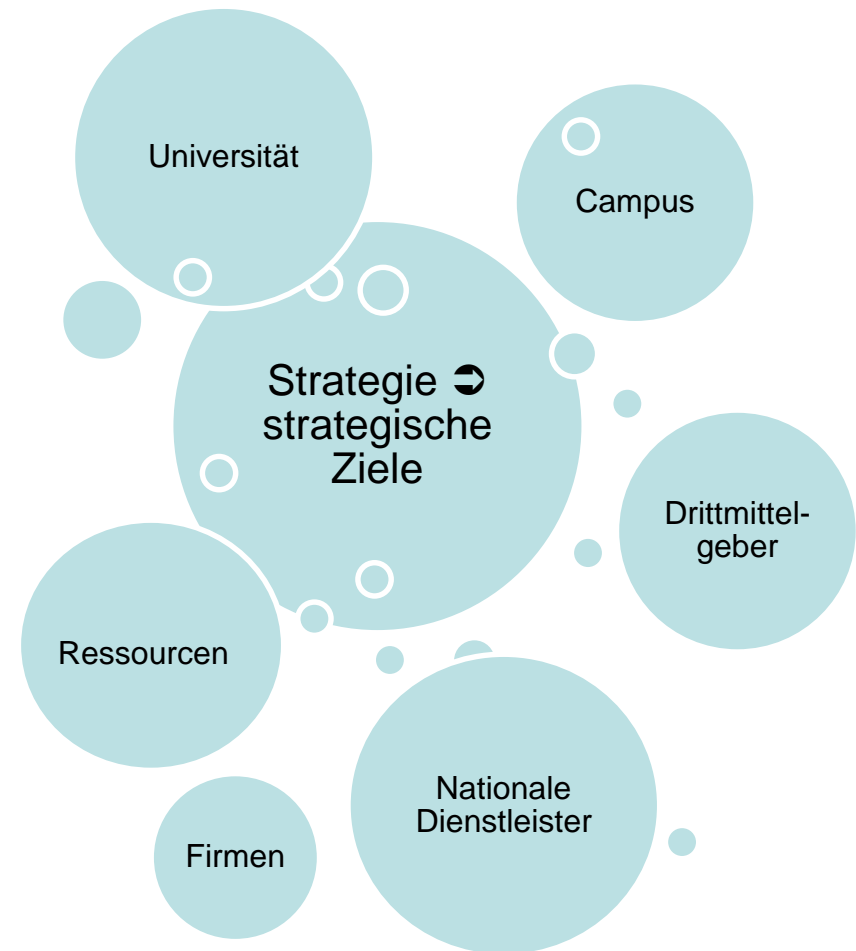 Universität
Campus
Strategie ➲
strategische
Ziele
Drittmittel-
geber
Ressourcen
Nationale
Dienstleister
Firmen